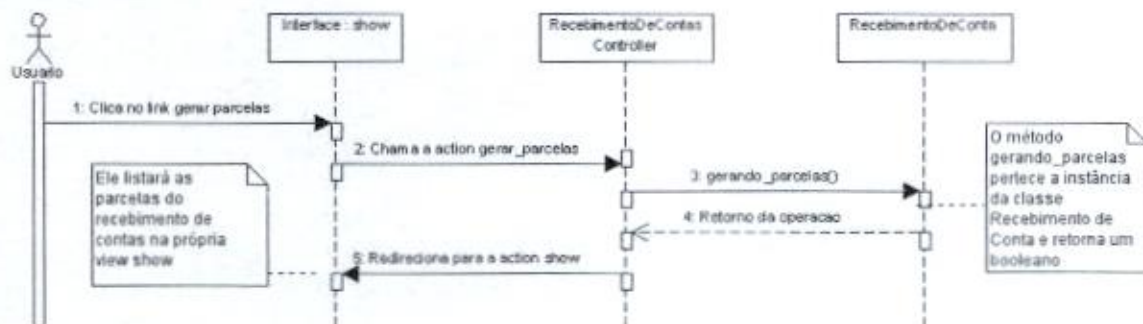 Interface : show
RecebimentoDeContas
Controller
RecebimentoDeConta
Usuario
1: Clica no link gerar parcelas
2: Chama a action gerar_parcelas
3: gerando_parcelas()
4: Retorno da operacao
5: Redireciona para a action show
Ele listará as
parcelas do
recebimento de
contas na própria
view show
O método
gerando_parcelas
pertece a instância
da classe
Recebimento de
Conta e retorna um
booleano